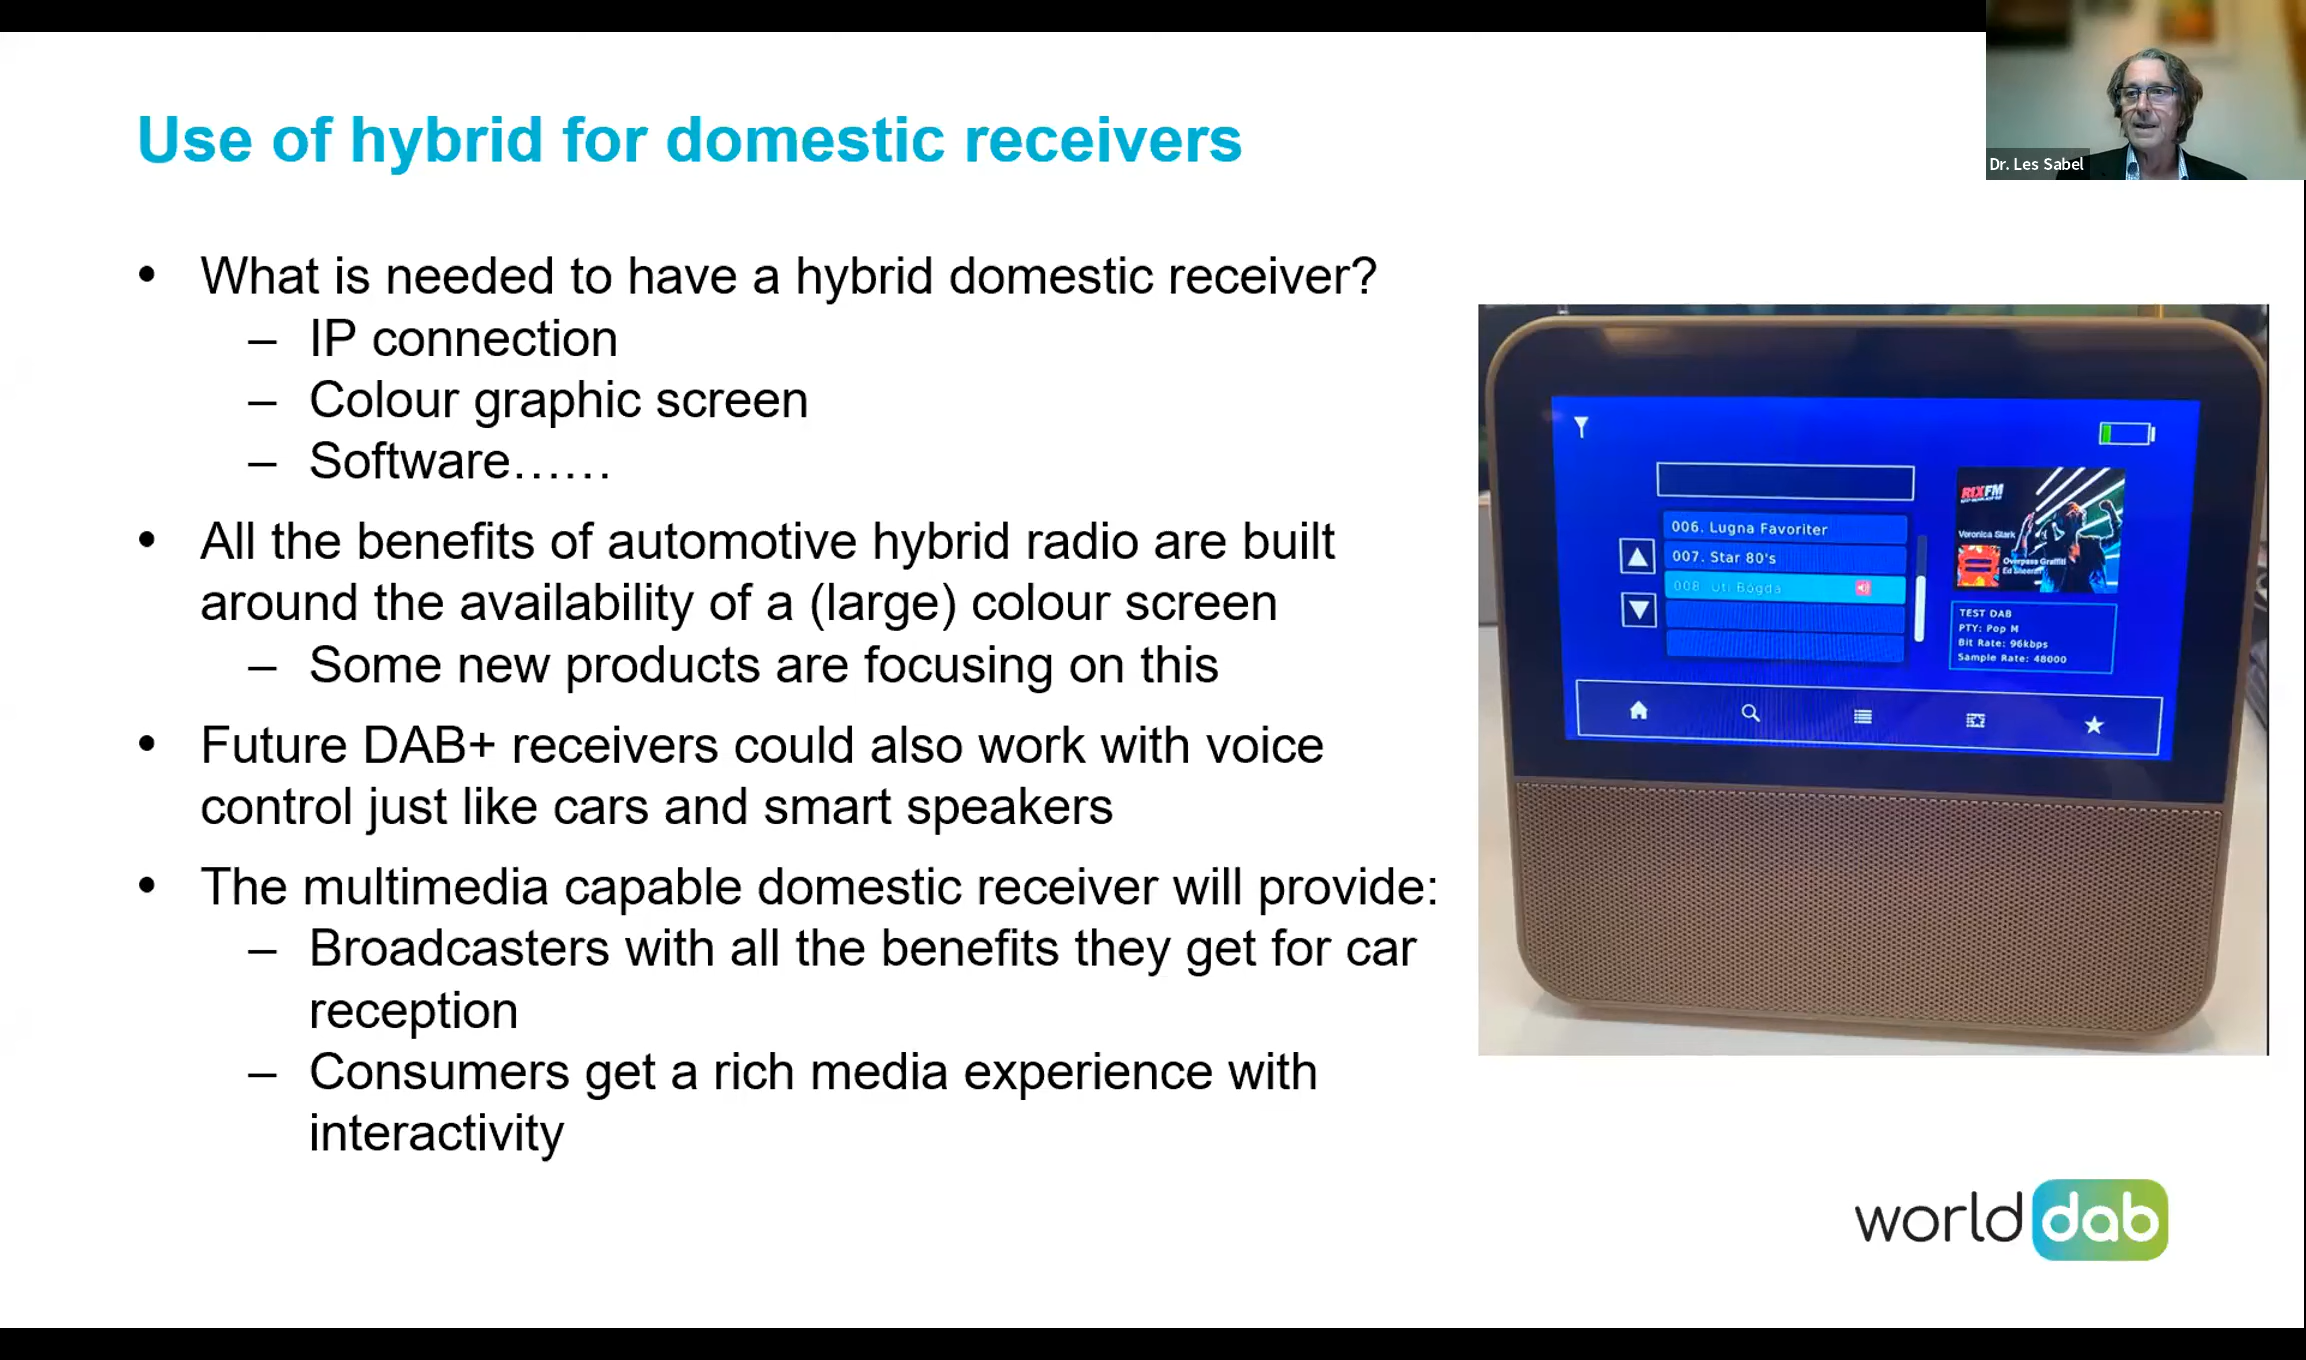 Use of hybrid for domestic receivers
Dr. Les Sabel
• What is needed to have a hybrid domestic receiver?
– IP connection
– Colour graphic screen
– Software......
• All the benefits of automotive hybrid radio are built
around the availability of a (large) colour screen
– Some new products are focusing on this
• Future DAB+ receivers could also work with voice
control just like cars and smart speakers
• The multimedia capable domestic receiver will provide:
– Broadcasters with all the benefits they get for car
reception
– Consumers get a rich media experience with
interactivity
006. Lugna Favoriter
007. Star 80's
008. Uti Bögda
RIXFM
Veronica Stark
Overpass Graffiti
Ed Sheeran
TEST DAB
PTY: Pop M
Bit Rate: 96kbps
Sample Rate: 48000
world dab